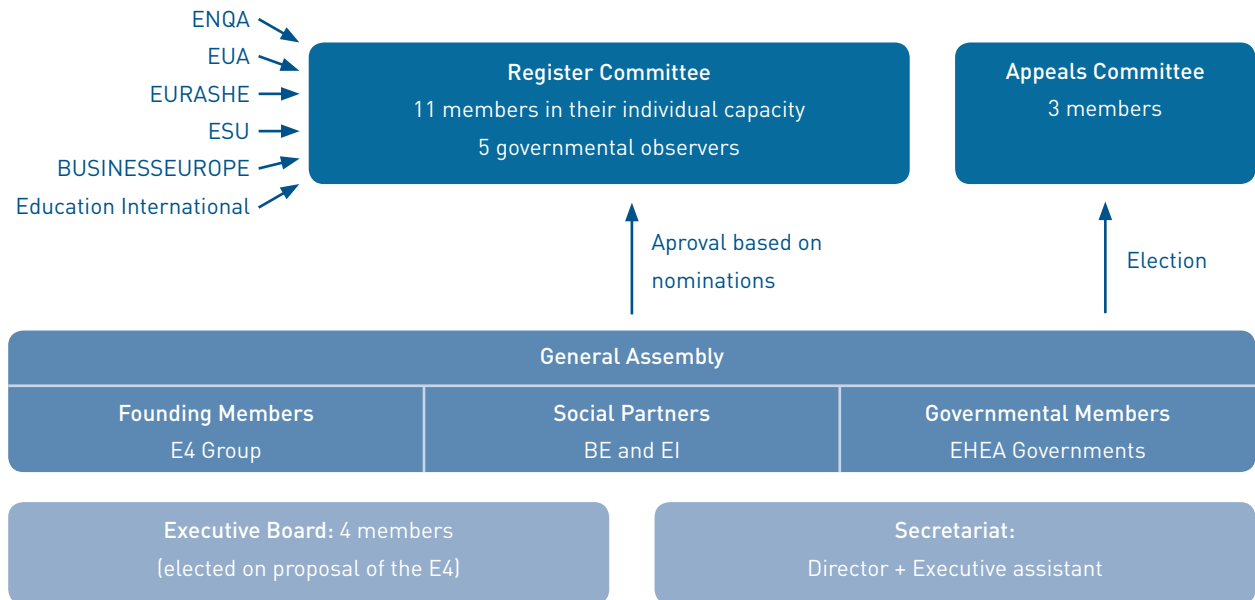 ENQA
EUA
EURASHE
ESU
BUSINESSEUROPE
Education International
Register Committee
11 members in their individual capacity
5 governmental observers
Appeals Committee
3 members
Aproval based on
nominations
Election
General Assembly
Founding Members
E4 Group
Social Partners
BE and EI
Governmental Members
EHEA Governments
Executive Board: 4 members
(elected on proposal of the E4)
Secretariat:
Director + Executive assistant